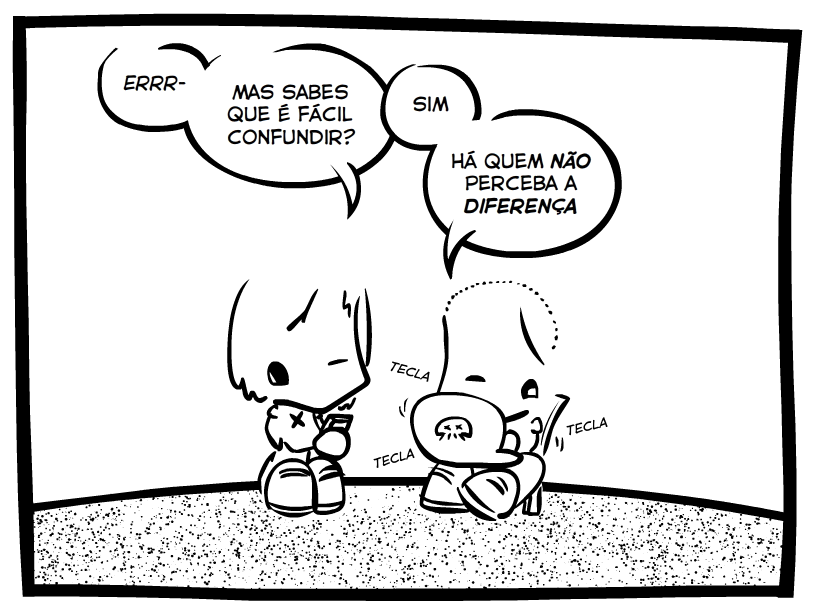 ERRR-
MAS SABES
QUE É FÁCIL
CONFUNDIR?
SIM
HÁ QUEM NÃO
PERCEBA A
DIFERENÇA
TECLA
TECLA
TECLA